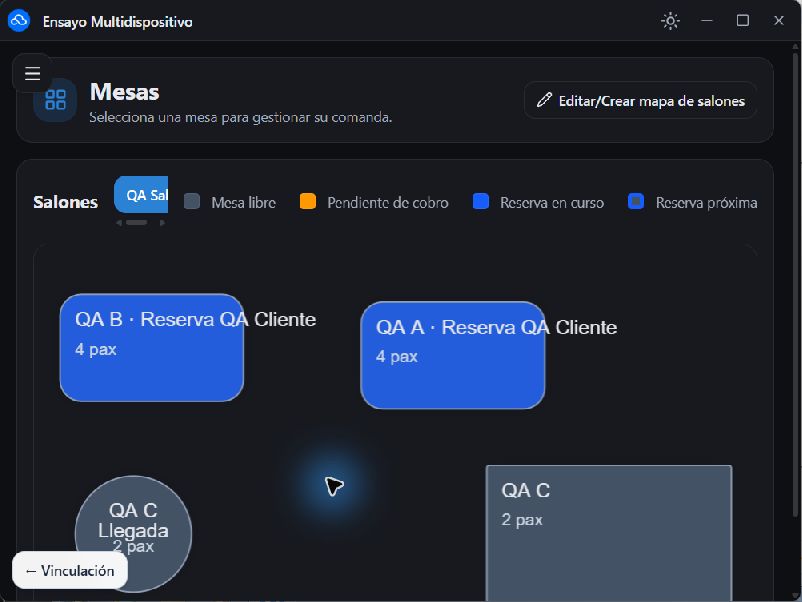 Ensayo Multidispositivo
Mesas
Selecciona una mesa para gestionar su comanda.
Editar/Crear mapa de salones
Salones
QA Sal
Mesa libre
Pendiente de cobro
Reserva en curso
Reserva próxima
QA B · Reserva QA Cliente
4 pax
QA A · Reserva QA Cliente
4 pax
QA C
Llegada
2 pax
QA C
2 pax
← Vinculación